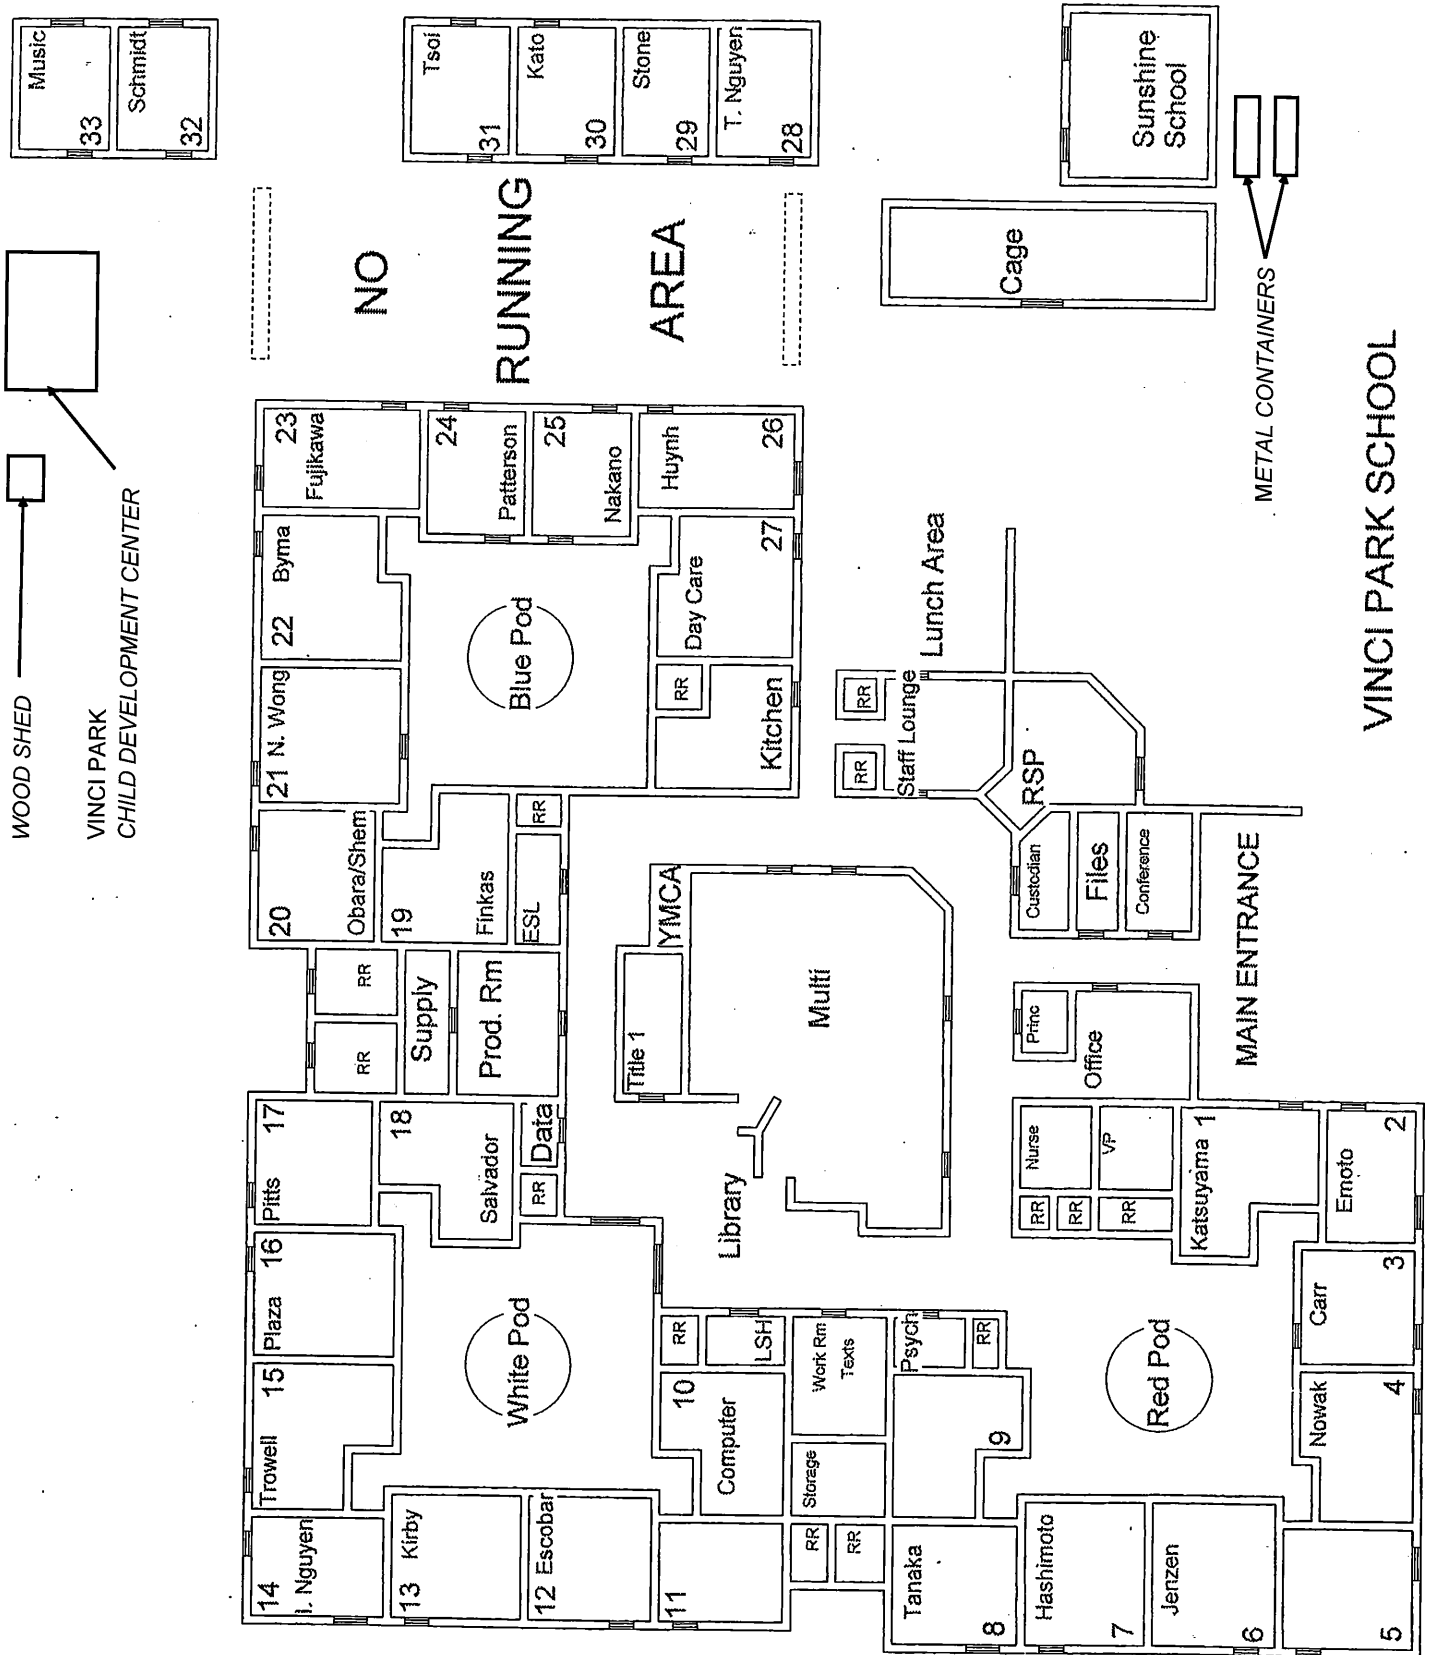 WOOD SHED
VINCI PARK
CHILD DEVELOPMENT CENTER
Music
33
Schmidt
32
Tsoi
31
Kato
30
Stone
29
T. Nguyen
28
NO
RUNNING
AREA
Sunshine
School
Cage
METAL CONTAINERS
23
Fujikawa
24
Patterson
25
Nakano
Huynh
26
Byma
22
21 N. Wong
20
Obara/Shem
19
Finkas
ESL
RR
Blue Pod
Day Care
27
RR
Kitchen
Lunch Area
RR
RR
Staff Lounge
RSP
Custodian
Files
Conference
MAIN ENTRANCE
RR
RR
Supply
Prod. Rm
Title 1
YMCA
Multi
Library
Princ
Office
17
Pitts
18
Salvador
Data
RR
16
Plaza
15
Trowell
14
. Nguyen
13 Kirby
12 Escobar
11
White Pod
RR
LSH
10
Computer
Work Rm
Texts
Storage
RR
RR
Psych
RR
9
Nurse
VP
RR
RR
RR
Katsuyama 1
Emoto
2
Carr
3
Nowak
4
5
Jenzen
6
Hashimoto
7
Tanaka
8
Red Pod
VINCI PARK SCHOOL